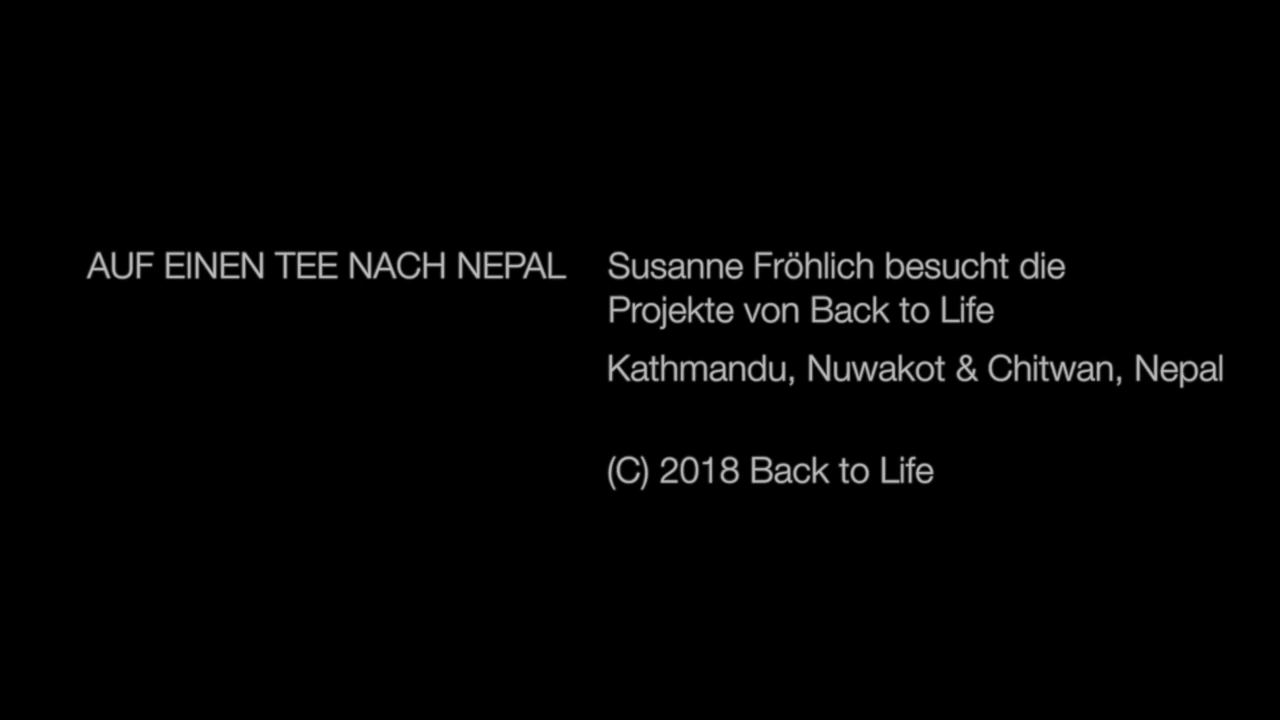 AUF EINEN TEE NACH NEPAL
Susanne Fröhlich besucht die
Projekte von Back to Life
Kathmandu, Nuwakot & Chitwan, Nepal
(C) 2018 Back to Life